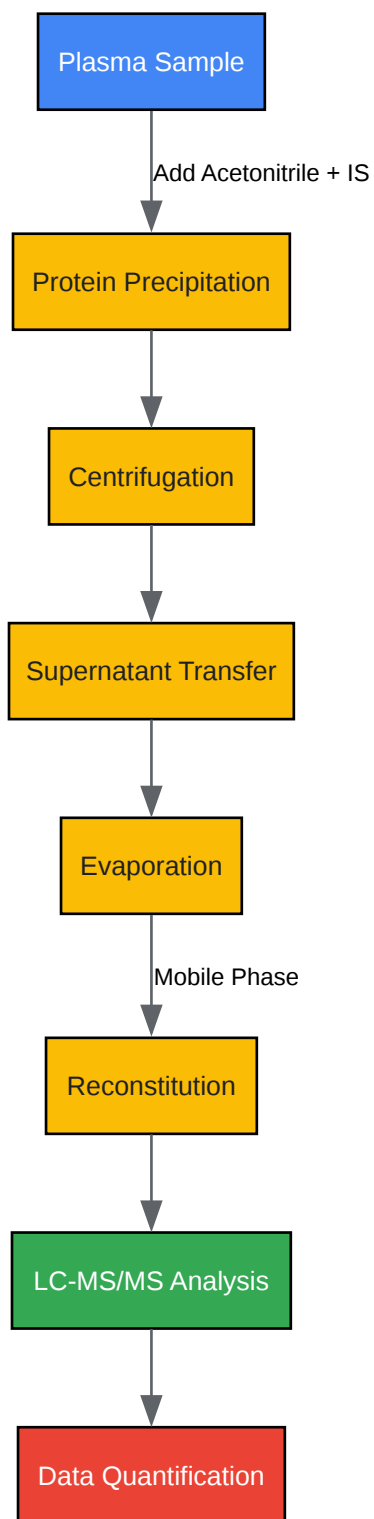 Plasma Sample
Add Acetonitrile + IS
Protein Precipitation
Centrifugation
Supernatant Transfer
Evaporation
Mobile Phase
Reconstitution
LC-MS/MS Analysis
Data Quantification